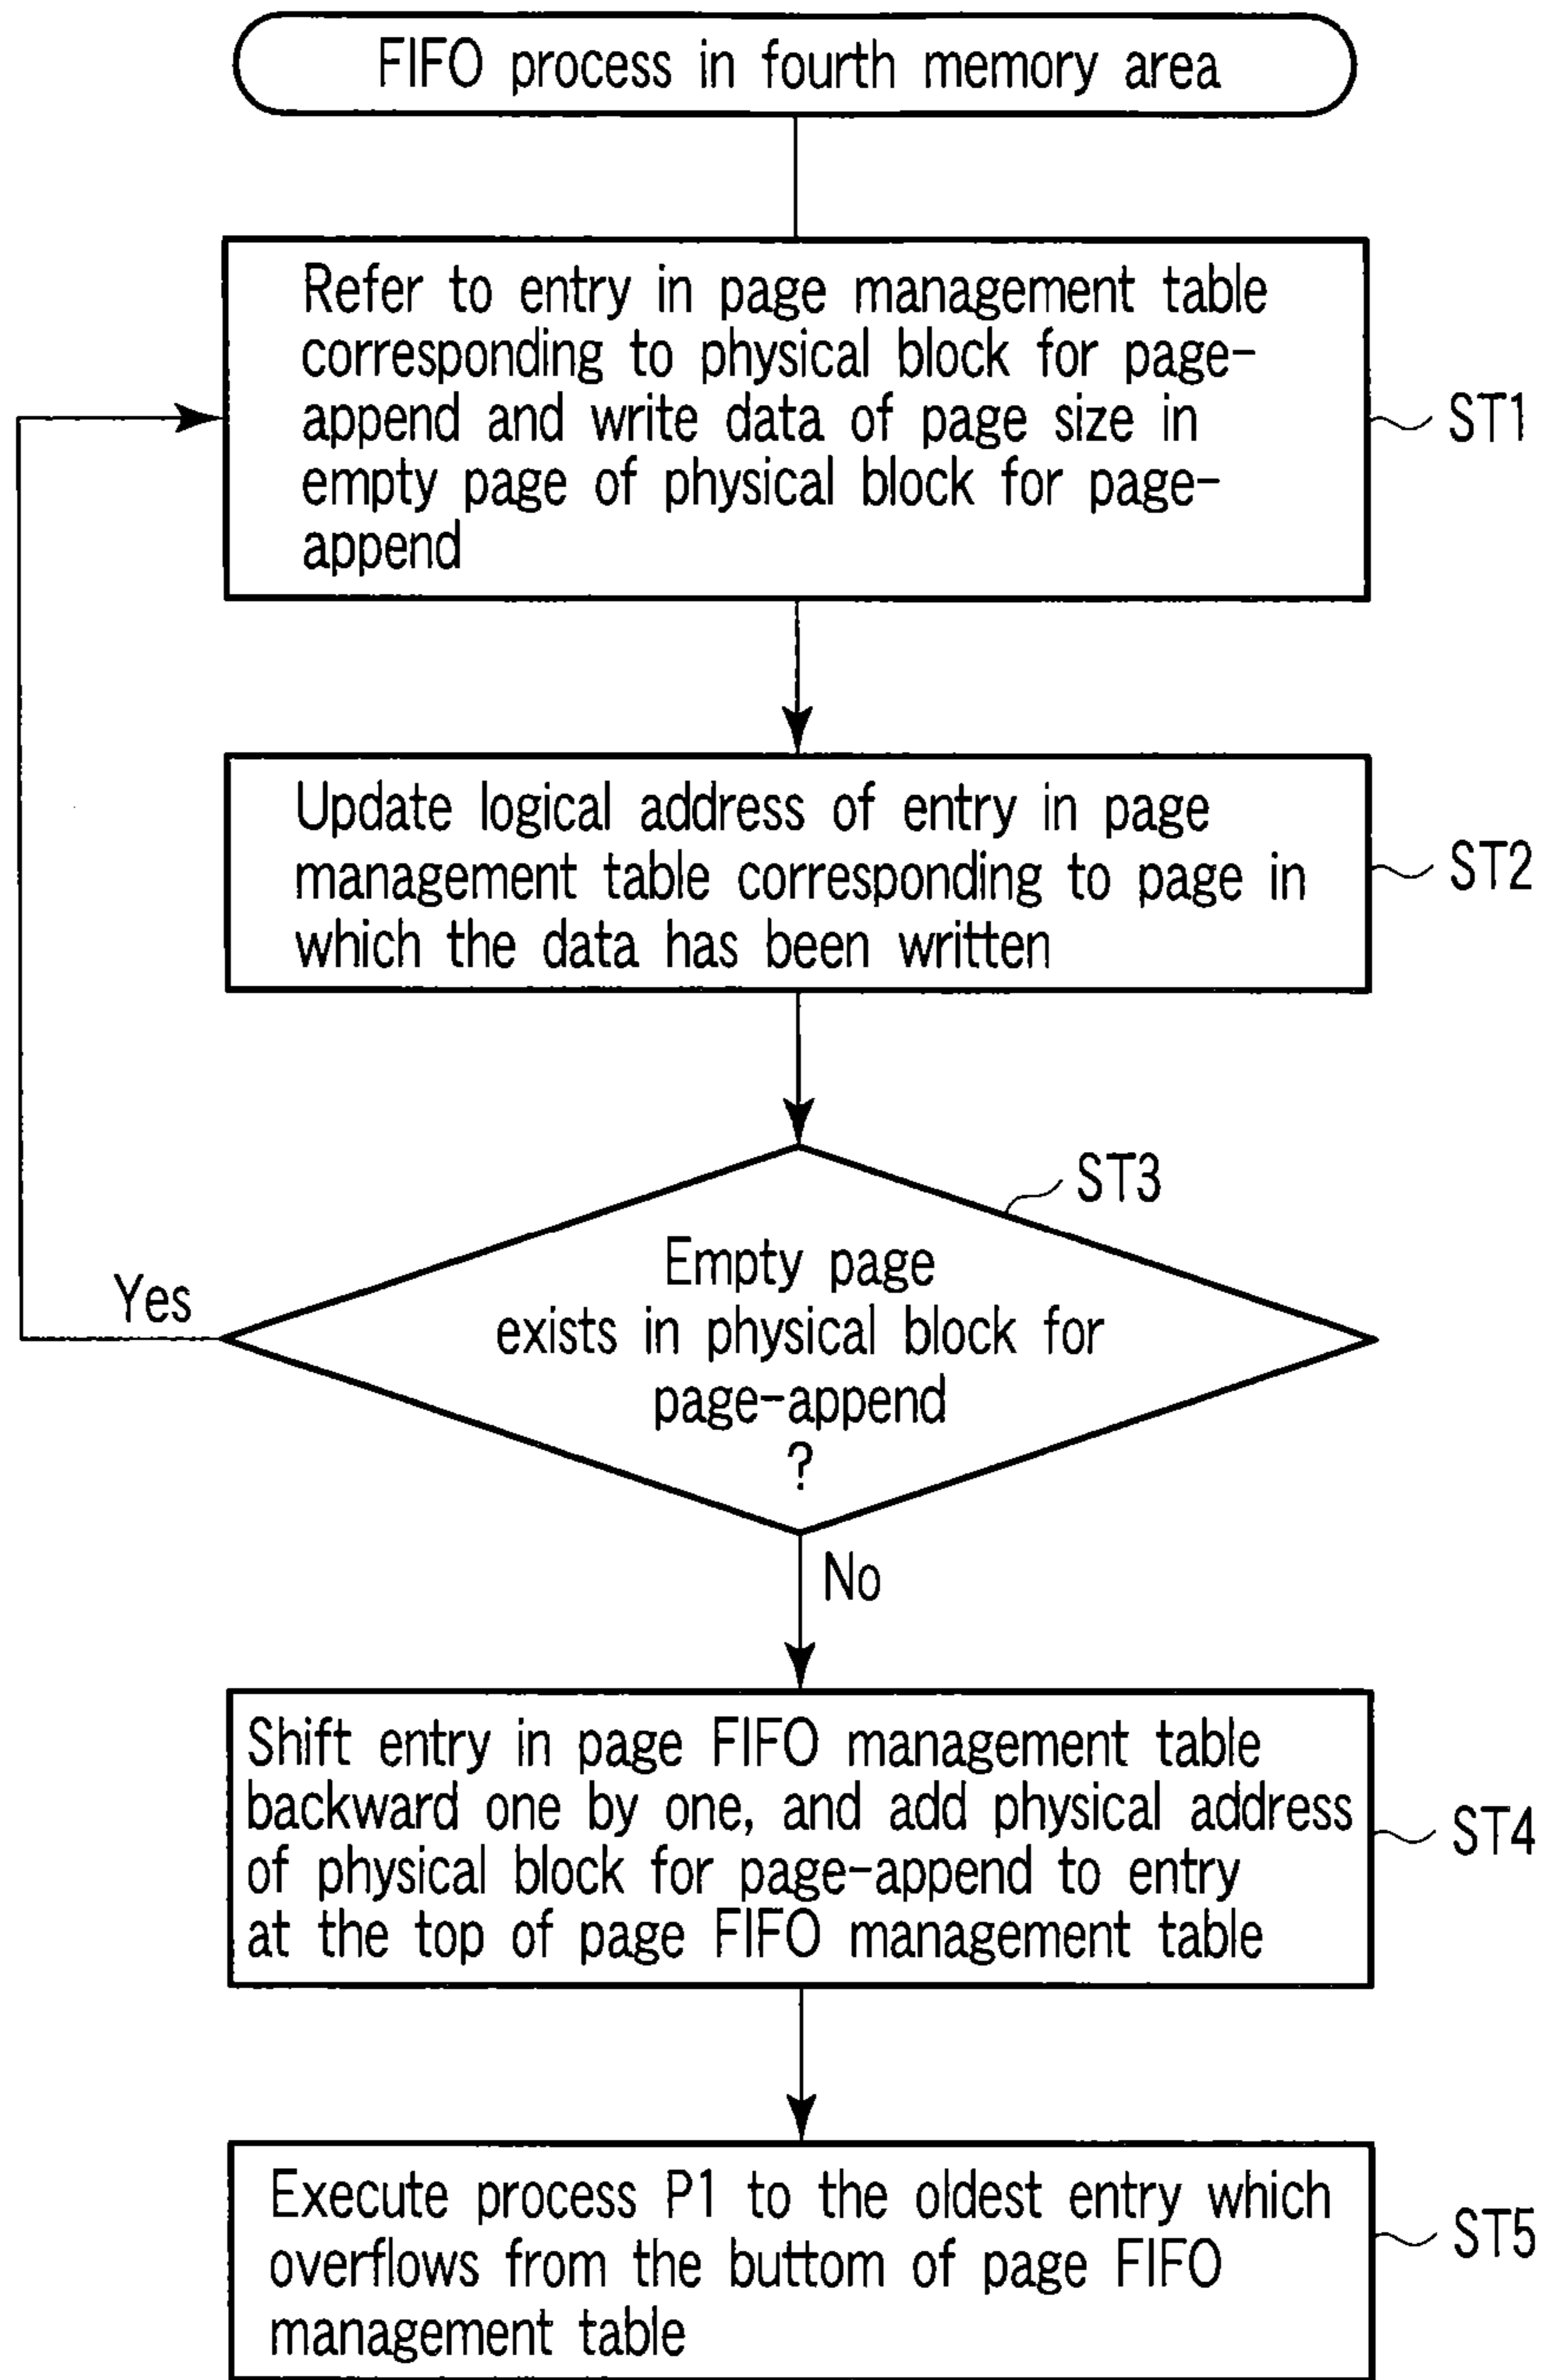 FIFO process in fourth memory area
Refer to entry in page management table
corresponding to physical block for page-
append and write data of page size in
empty page of physical block for page-
append
ST1
Update logical address of entry in page
management table corresponding to page in
which the data has been written
ST2
ST3
Empty page
exists in physical block for
page-append
?
Yes
No
Shift entry in page FIFO management table
backward one by one, and add physical address
of physical block for page-append to entry
at the top of page FIFO management table
ST4
Execute process P1 to the oldest entry which
overflows from the buttom of page FIFO
management table
ST5